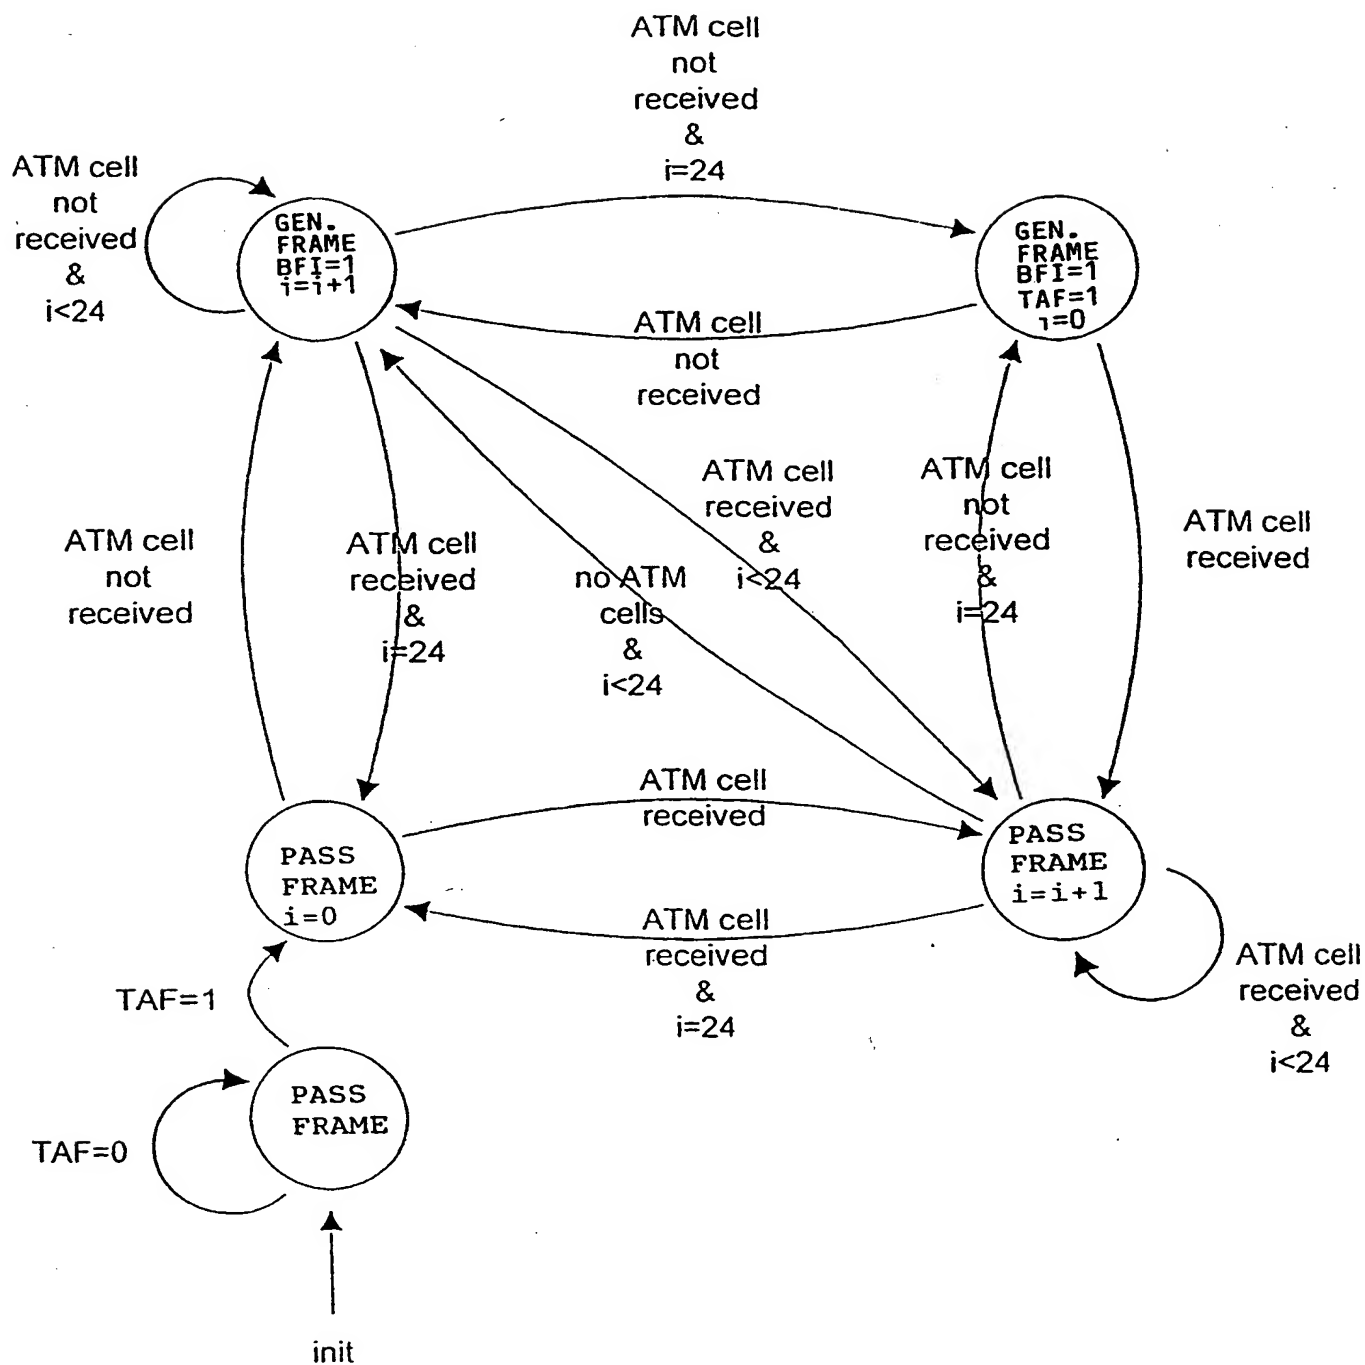 ATM cell
not
received
&
i=24
ATM cell
not
received
&
i<24
GEN.
FRAME
BFI=1
i=i+1
GEN.
FRAME
BFI=1
TAF=1
i=0
ATM cell
not
received
ATM cell
not
received
ATM cell
received
&
i=24
no ATM
cells
&
i<24
ATM cell
received
&
i<24
ATM cell
not
received
&
i=24
ATM cell
received
ATM cell
received
PASS
FRAME
i=0
PASS
FRAME
i=i+1
ATM cell
received
&
i=24
ATM cell
received
&
i<24
TAF=1
PASS
FRAME
TAF=0
init